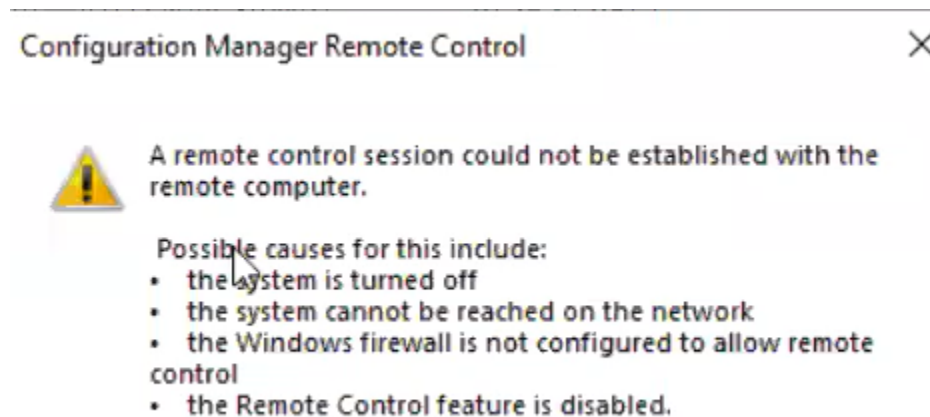 Configuration Manager Remote Control
A remote control session could not be established with the
remote computer.
Possible causes for this include:
• the system is turned off
• the system cannot be reached on the network
• the Windows firewall is not configured to allow remote
control
• the Remote Control feature is disabled.